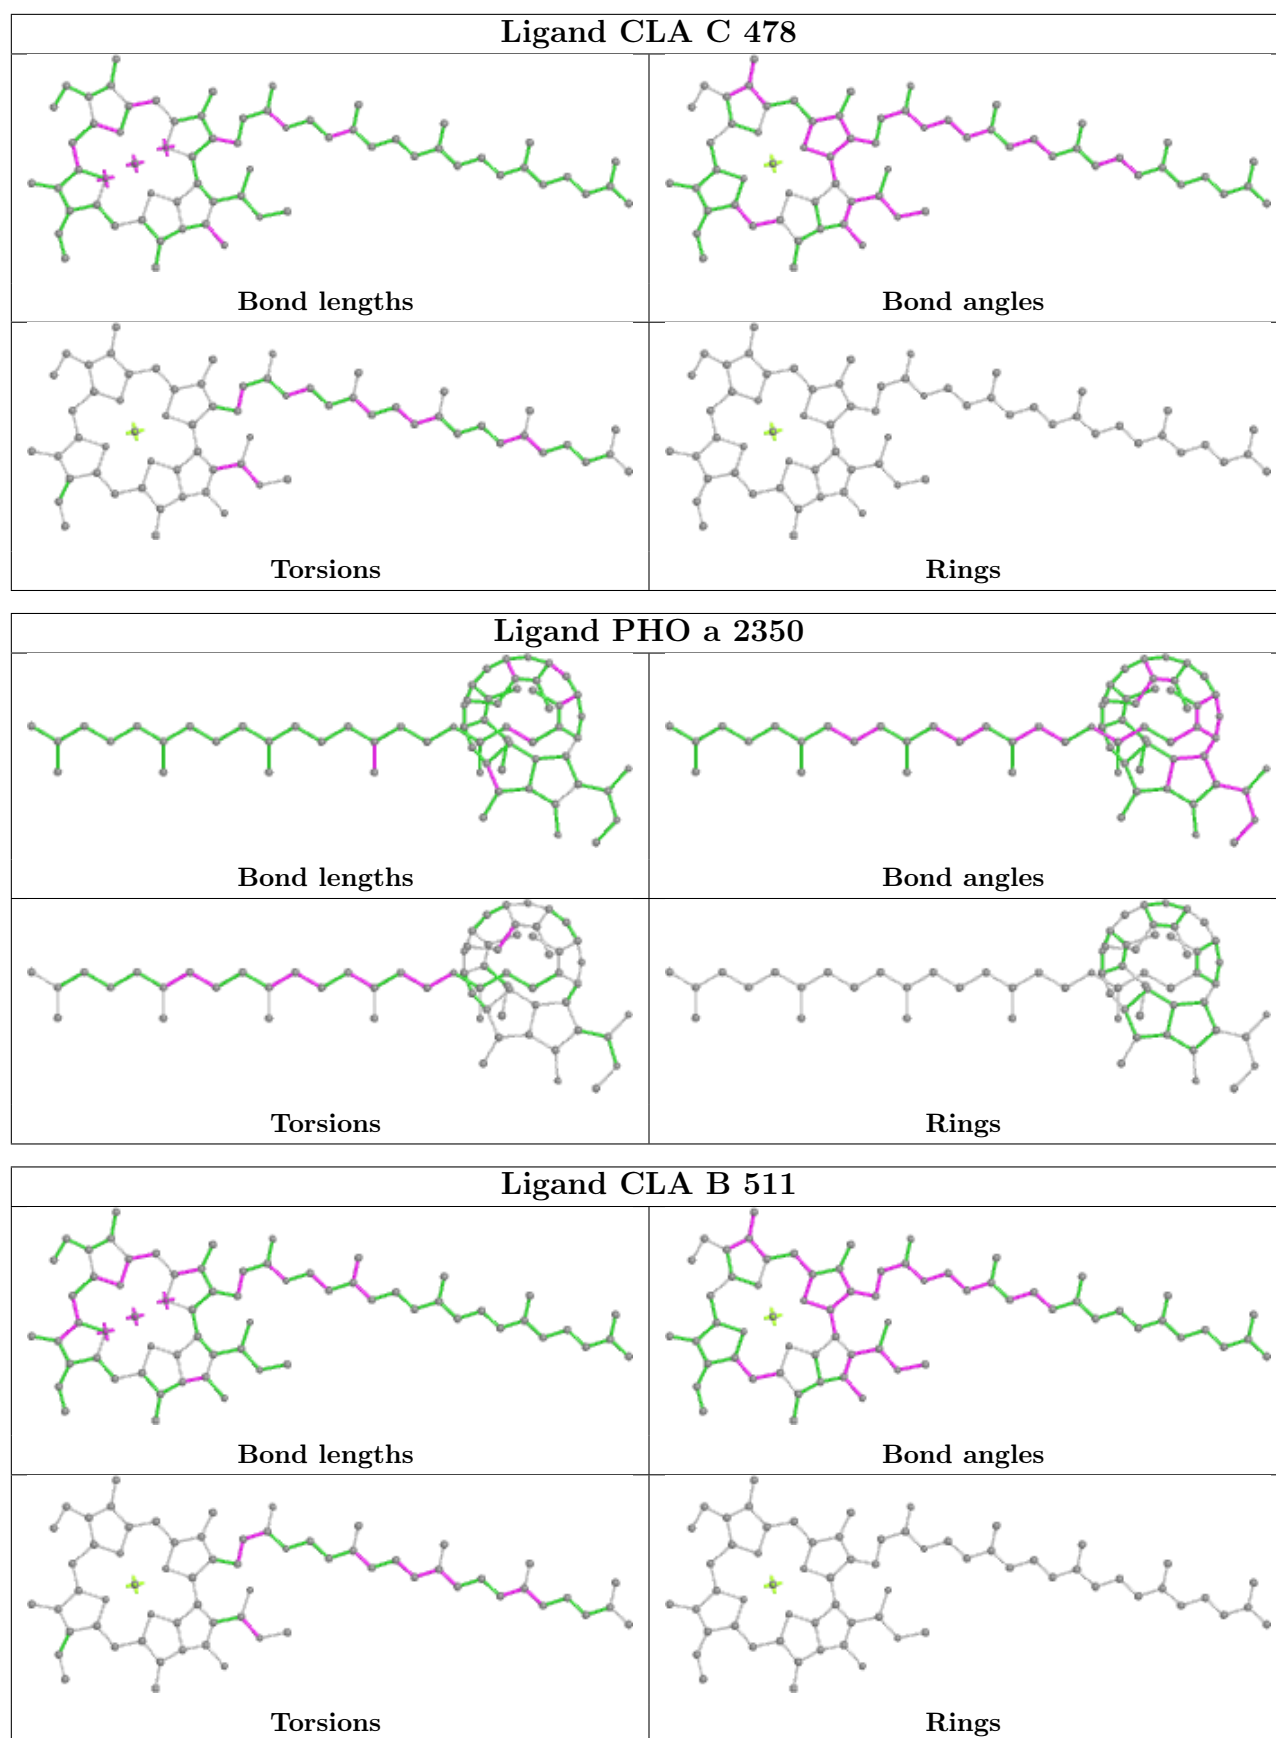 Ligand CLA C 478
Bond lengths
Bond angles
Torsions
Rings
Ligand PHO a 2350
Bond lengths
Bond angles
Torsions
Rings
Ligand CLA B 511
Bond lengths
Bond angles
Torsions
Rings